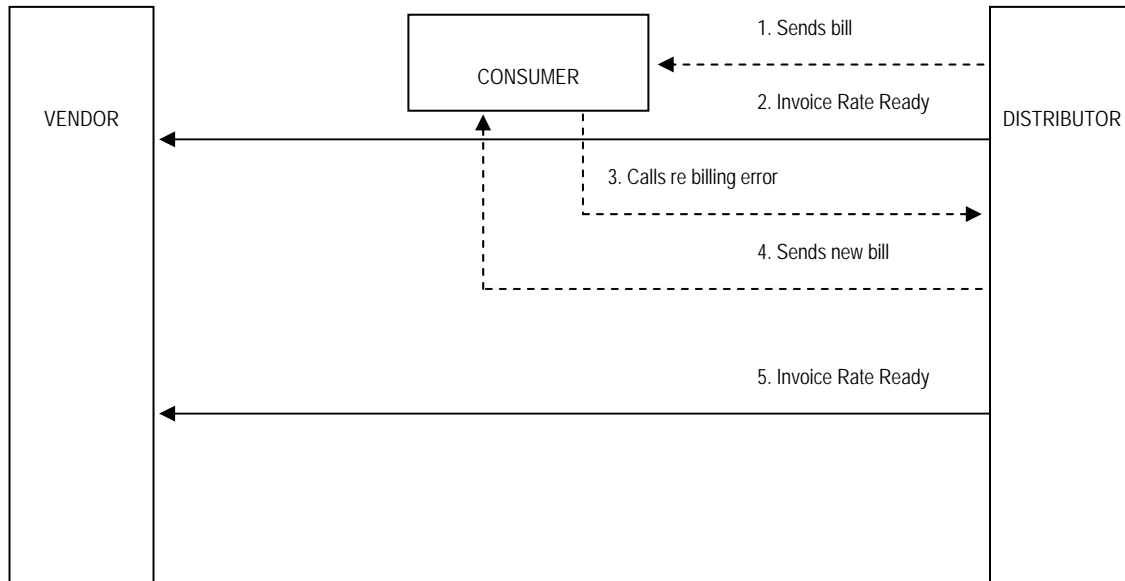 1. Sends bill
CONSUMER
2. Invoice Rate Ready
VENDOR
DISTRIBUTOR
3. Calls re billing error
4. Sends new bill
5. Invoice Rate Ready